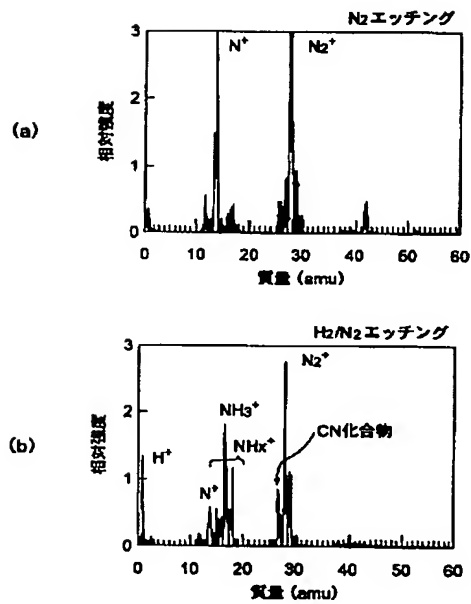 N2エッチング
(a)
相対強度
3
2
1
0
N+
N2+
0 10 20 30 40 50 60
質量 (amu)
H2/N2エッチング
(b)
相対強度
3
2
1
0
N2+
NH3+
CN化合物
NHx+
H+
N+
0 10 20 30 40 50 60
質量 (amu)